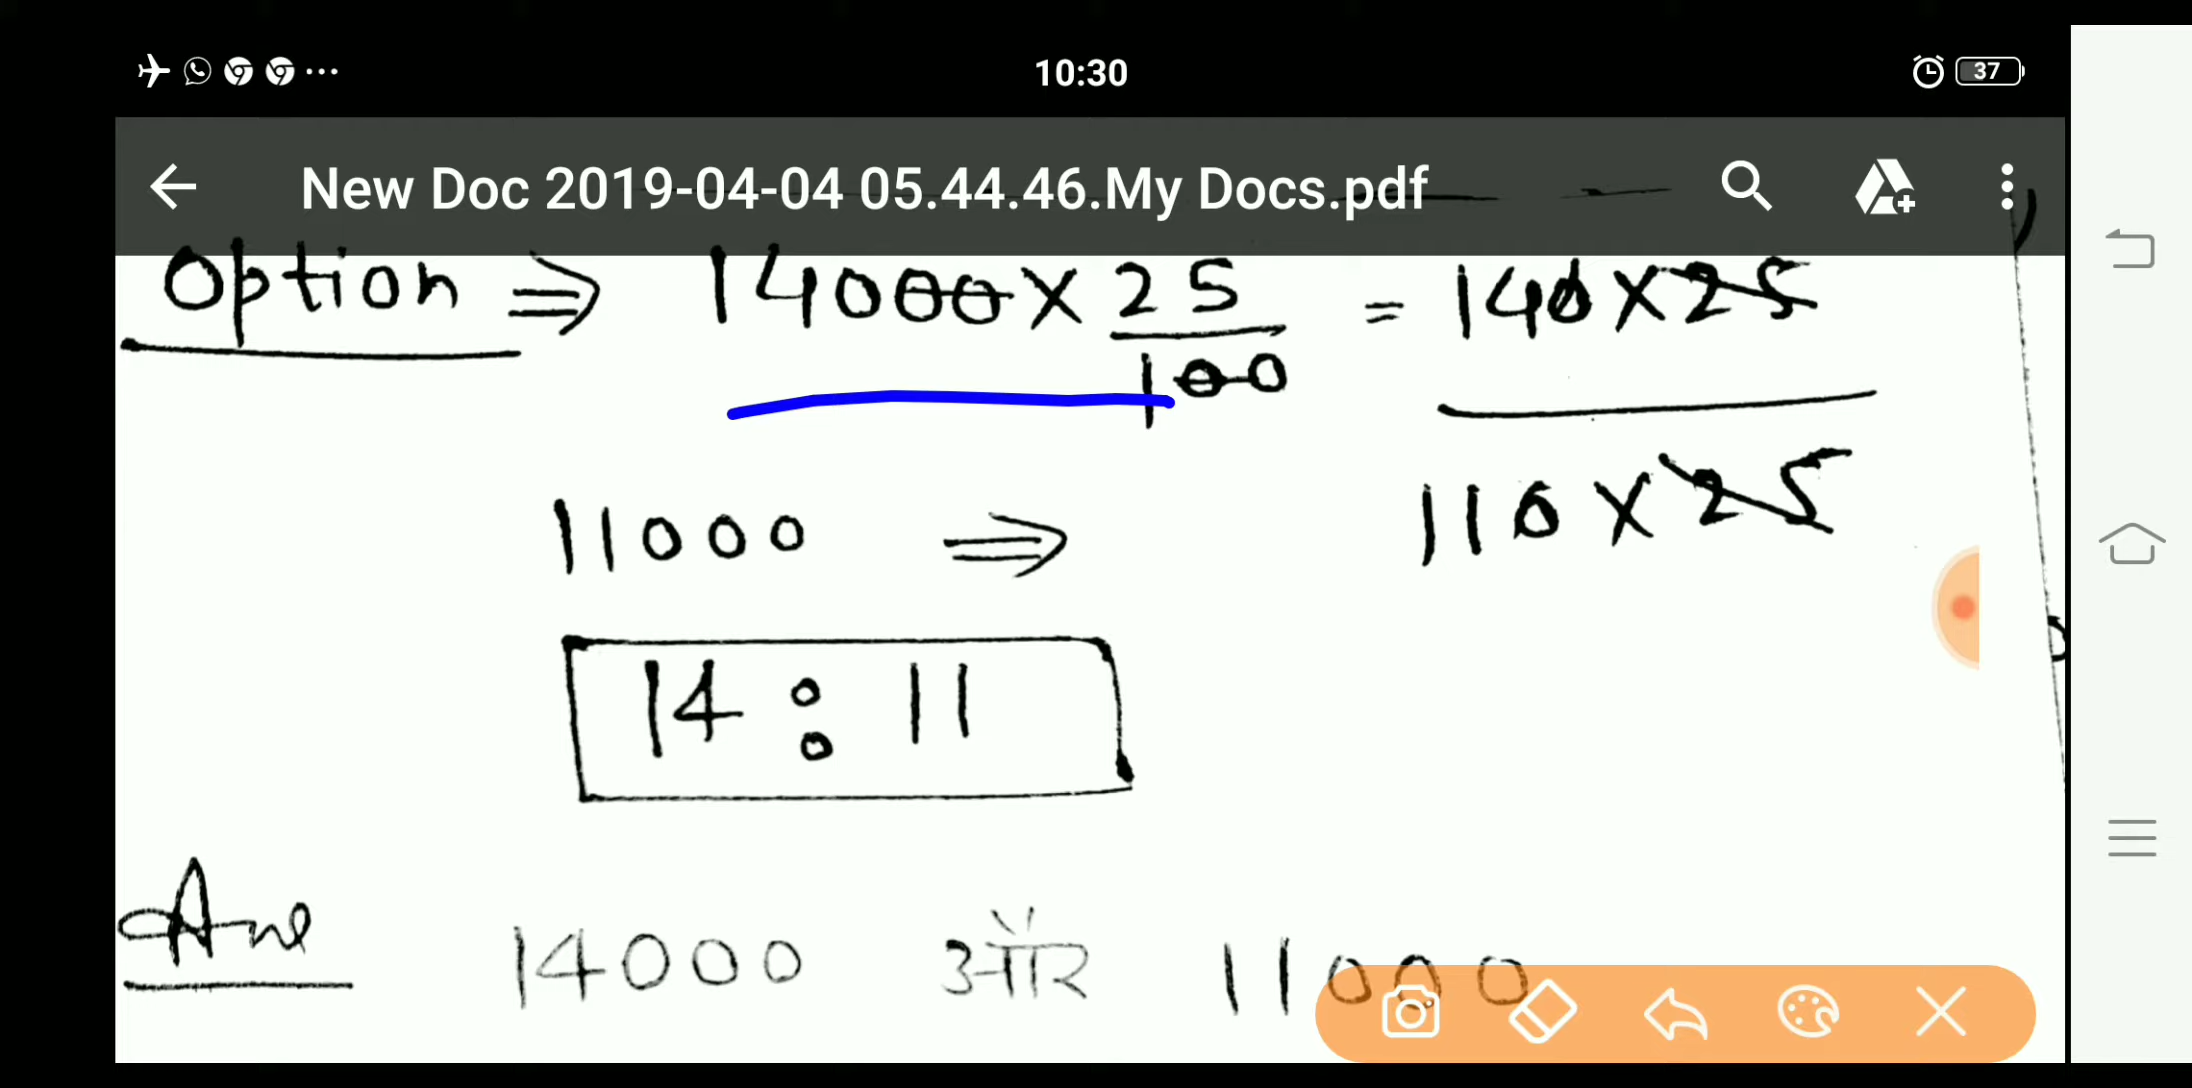 10:30 37
New Doc 2019-04-04 05.44.46.My Docs.pdf
Option ⇒ 14000 × 25 = 140 × 25
100
11000 ⇒ 110 × 25
14 : 11
Ans 14000 और 11000